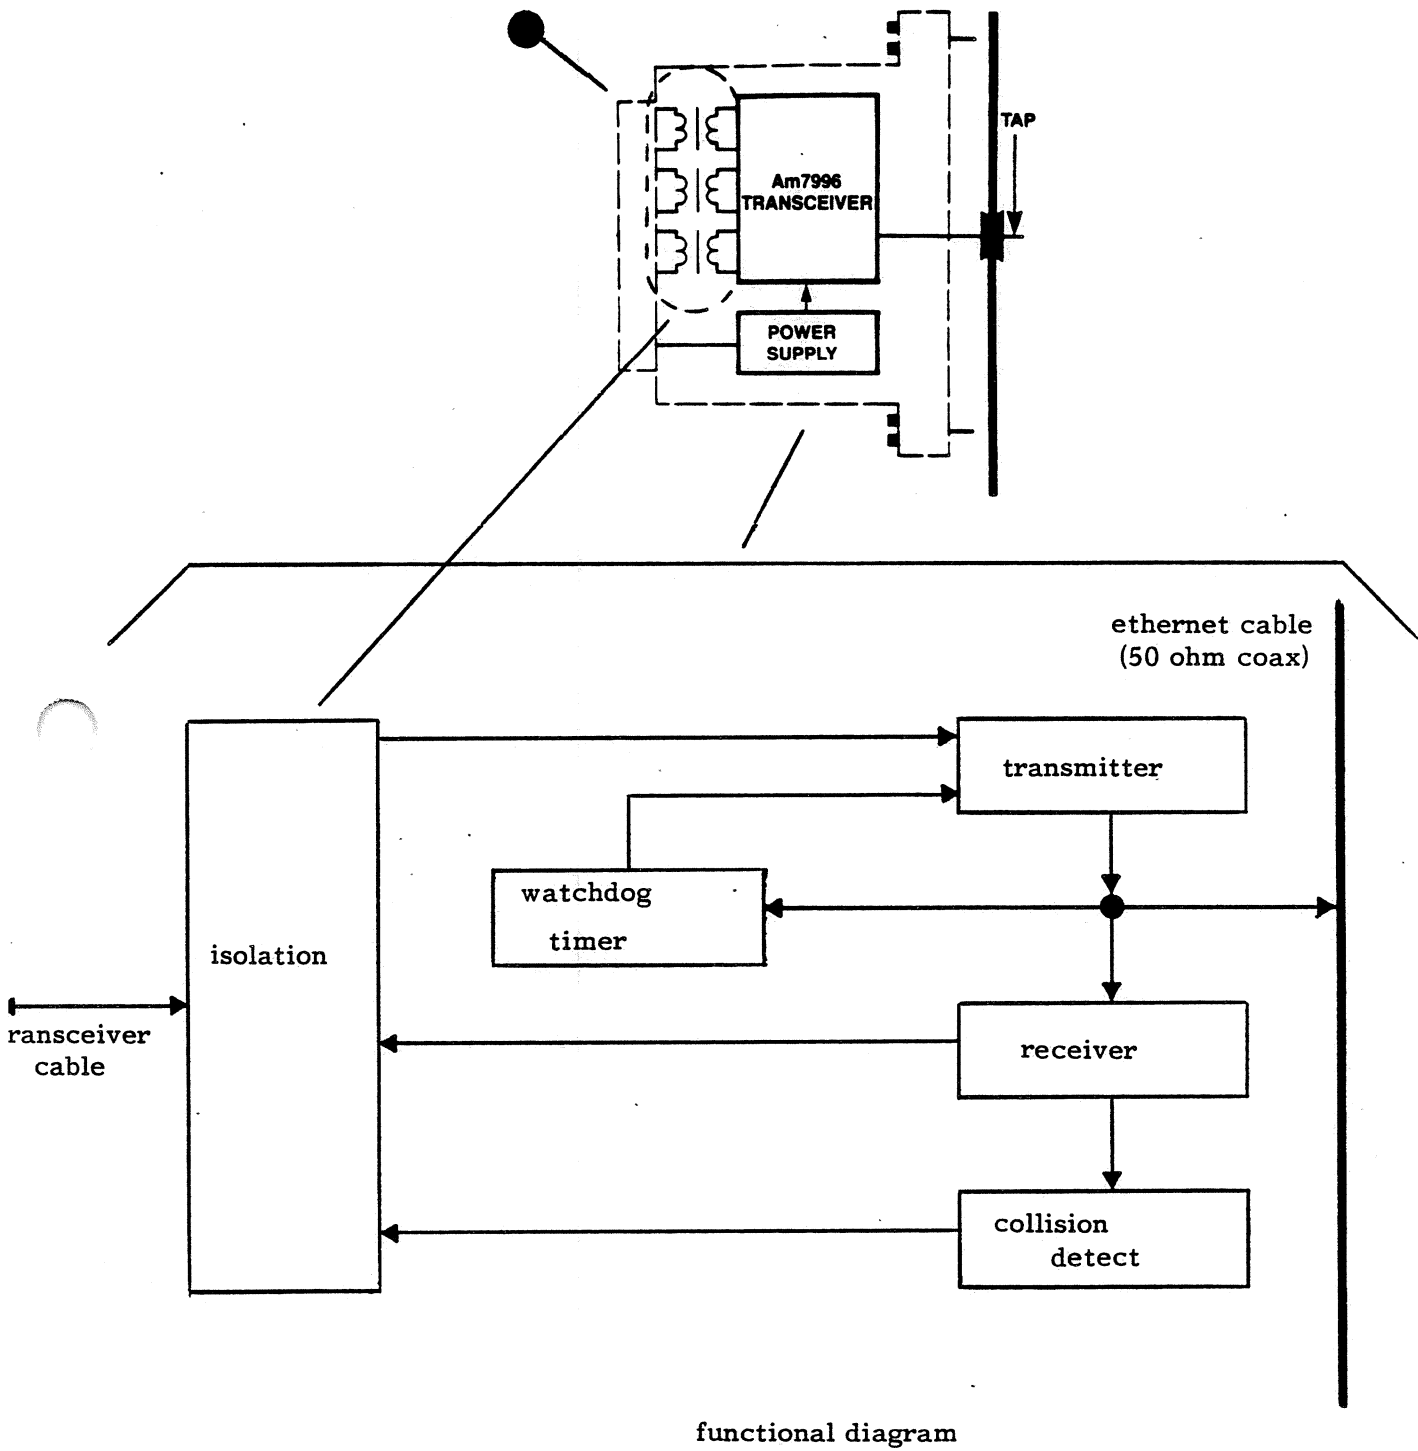 TAP
Am7996
TRANSCEIVER
POWER
SUPPLY
ethernet cable
(50 ohm coax)
transmitter
watchdog
timer
isolation
ransceiver
cable
receiver
collision
detect
functional diagram